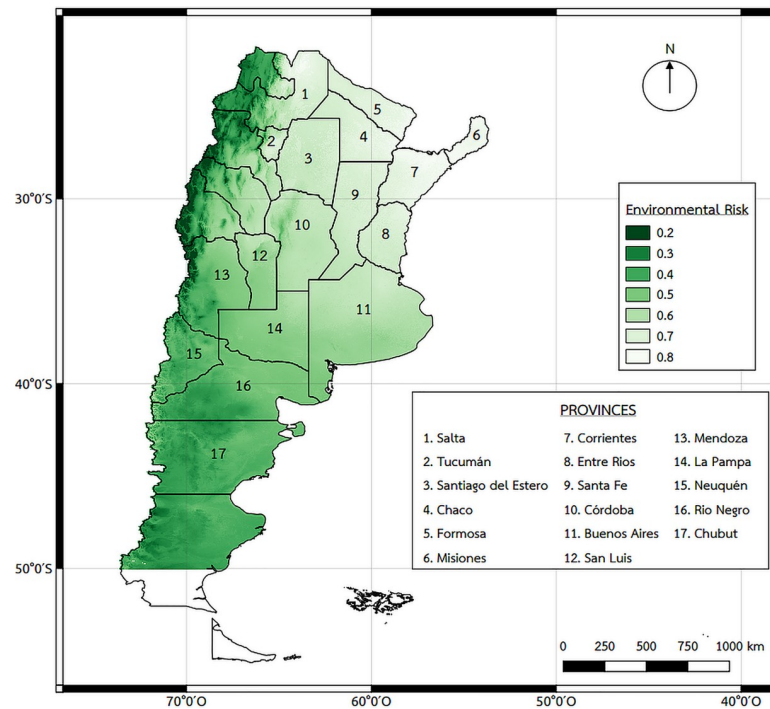 N
1
5
4
6
2
3
7
9
30°0'S
10
8
12
13
11
14
15
40°0'S
16
17
50°0'S
Environmental Risk
0.2
0.3
0.4
0.5
0.6
0.7
0.8
PROVINCES
1. Salta
2. Tucumán
3. Santiago del Estero
4. Chaco
5. Formosa
6. Misiones
7. Corrientes
8. Entre Rios
9. Santa Fe
10. Córdoba
11. Buenos Aires
12. San Luis
13. Mendoza
14. La Pampa
15. Neuquén
16. Rio Negro
17. Chubut
0 250 500 750 1000 km
70°0'O 60°0'O 50°0'O 40°0'O